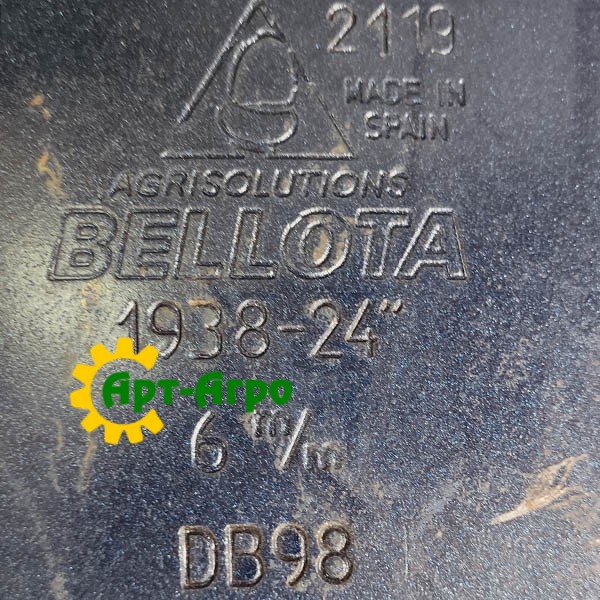 2119
MADE IN
SPAIN
AGRISOLUTIONS
BELLOTA
1938-24"
Арт-Агро
6 m/m
DB98